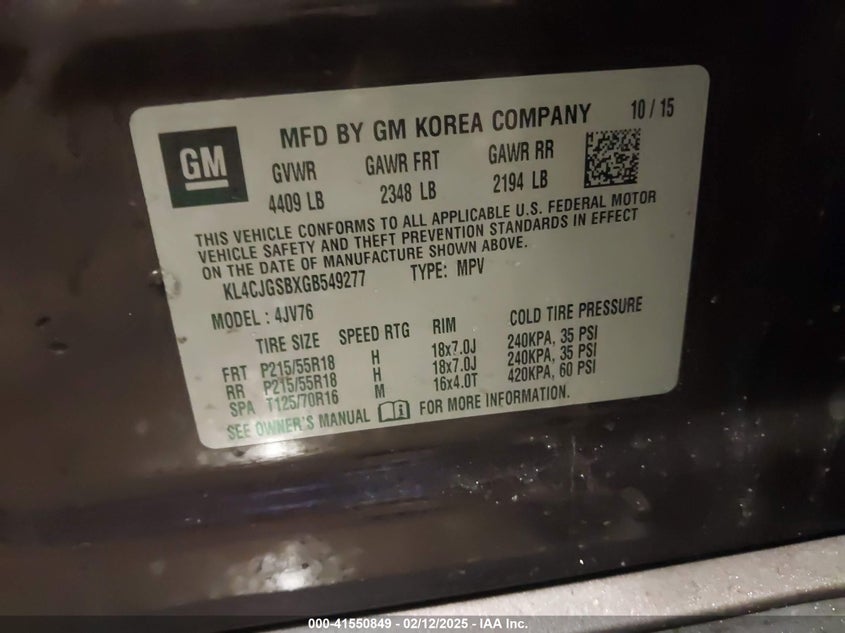 GM
MFD BY GM KOREA COMPANY 10 / 15
GVWR GAWR FRT GAWR RR
4409 LB 2348 LB 2194 LB
THIS VEHICLE CONFORMS TO ALL APPLICABLE U.S. FEDERAL MOTOR
VEHICLE SAFETY AND THEFT PREVENTION STANDARDS IN EFFECT
ON THE DATE OF MANUFACTURE SHOWN ABOVE.
KL4CJGSBXGB549277 TYPE: MPV
MODEL : 4JV76
TIRE SIZE SPEED RTG RIM COLD TIRE PRESSURE
FRT P215/55R18 H 18x7.0J 240KPA, 35 PSI
RR P215/55R18 H 18x7.0J 240KPA, 35 PSI
SPA T125/70R16 M 16x4.0T 420KPA, 60 PSI
SEE OWNER'S MANUAL FOR MORE INFORMATION.
000-41550849 — 02/12/2025 — IAA Inc.